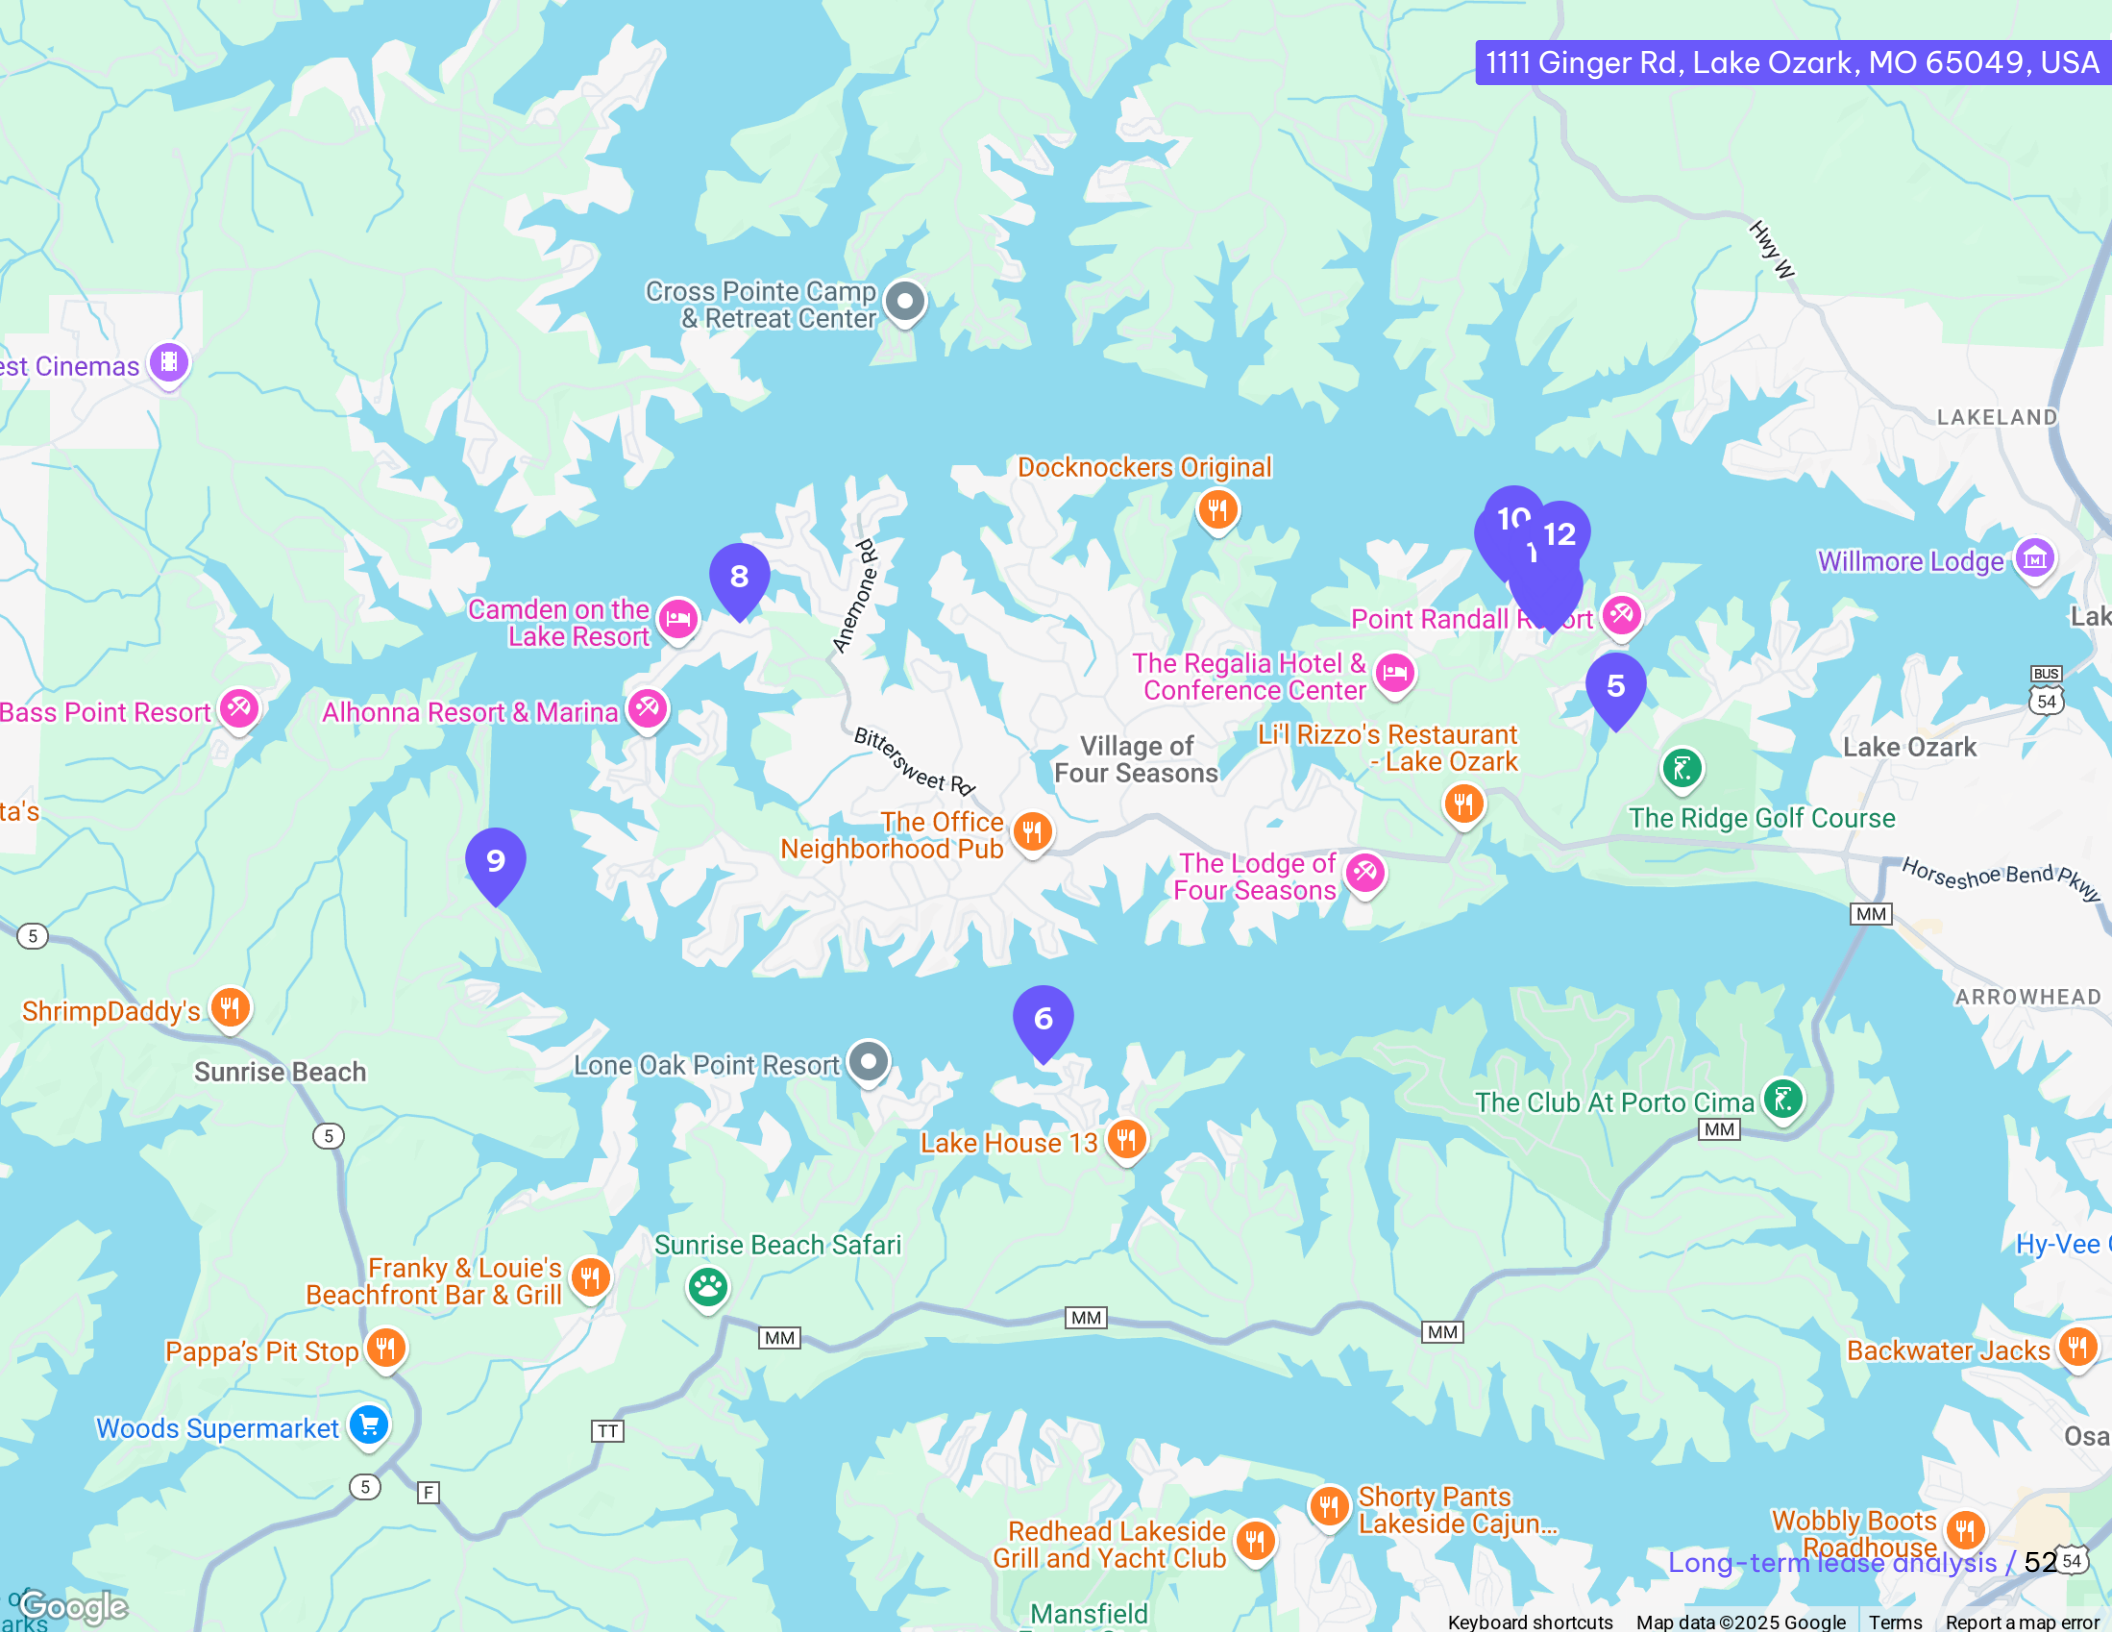 1111 Ginger Rd, Lake Ozark, MO 65049, USA
Hwy W
Cross Pointe Camp
& Retreat Center
est Cinemas
LAKELAND
Docknockers Original
10
12
1
Willmore Lodge
8
Anemone Rd
Camden on the
Lake Resort
Point Randall R
ort
Lak
The Regalia Hotel &
Conference Center
5
BUS
54
Bass Point Resort
Alhonna Resort & Marina
Bittersweet Rd
Village of
Four Seasons
Li'l Rizzo's Restaurant
- Lake Ozark
Lake Ozark
ta's
The Office
Neighborhood Pub
The Ridge Golf Course
9
The Lodge of
Four Seasons
Horseshoe Bend Pkwy
MM
5
ARROWHEAD
ShrimpDaddy's
6
Sunrise Beach
Lone Oak Point Resort
The Club At Porto Cima
MM
5
Lake House 13
Sunrise Beach Safari
Hy-Vee
Franky & Louie's
Beachfront Bar & Grill
MM
MM
MM
Pappa's Pit Stop
Backwater Jacks
Woods Supermarket
TT
Osa
5
F
Shorty Pants
Lakeside Cajun...
Redhead Lakeside
Grill and Yacht Club
Wobbly Boots
Roadhouse
Long-term lease analysis / 52
54
of
arks
Google
Mansfield
Keyboard shortcuts
Map data ©2025 Google
Terms
Report a map error